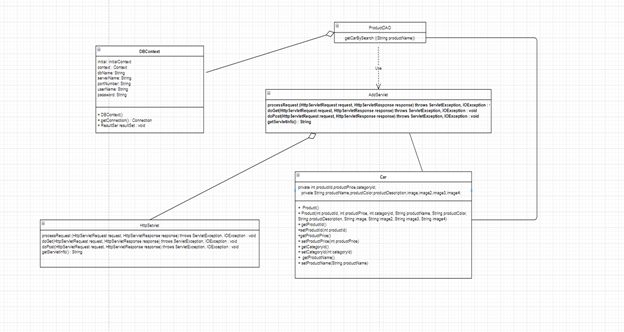 ProductDAO
getCarBySearch ((String productName))
DBContext
initial: InitialContext
context : Context
dbName: String
serverName: String
portNumber: String
userName: String
password: String
+ DBContext()
+ getConnection() : Connection
+ ResultSet resultSet : void
Use
AddServlet
processRequest (HttpServletRequest request, HttpServletResponse response) throws ServletException, IOException :
doGet(HttpServletRequest request, HttpServletResponse response) throws ServletException, IOException : void
doPost(HttpServletRequest request, HttpServletResponse response) throws ServletException, IOException : void
getServletInfo() : String
Car
private int productId,productPrice,categoryId;
private String productName,productColor,productDescription,image,image2,image3,image4;
+ Product()
+ Product(int productId, int productPrice, int categoryId, String productName, String productColor,
String productDescription, String image, String image2, String image3, String image4)
+ getProductId()
+setProductId(int productId)
+getProductPrice()
+ setProductPrice(int productPrice)
+ getCategoryId()
+ setCategoryId(int categoryId)
+ getProductName()
+ setProductName(String productName)
HttpServlet
processRequest (HttpServletRequest request, HttpServletResponse response) throws ServletException, IOException : void
doGet(HttpServletRequest request, HttpServletResponse response) throws ServletException, IOException : void
doPost(HttpServletRequest request, HttpServletResponse response) throws ServletException, IOException : void
getServletInfo() : String